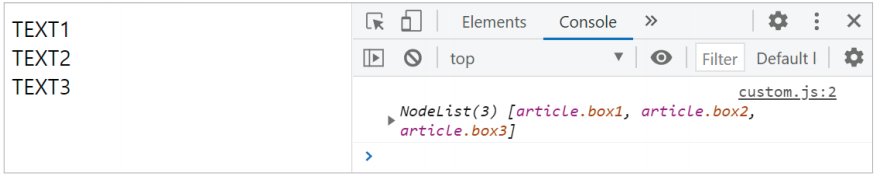 TEXT1
TEXT2
TEXT3
Elements Console »
top Filter Default l
custom.js:2
NodeList(3) [article.box1, article.box2,
article.box3]